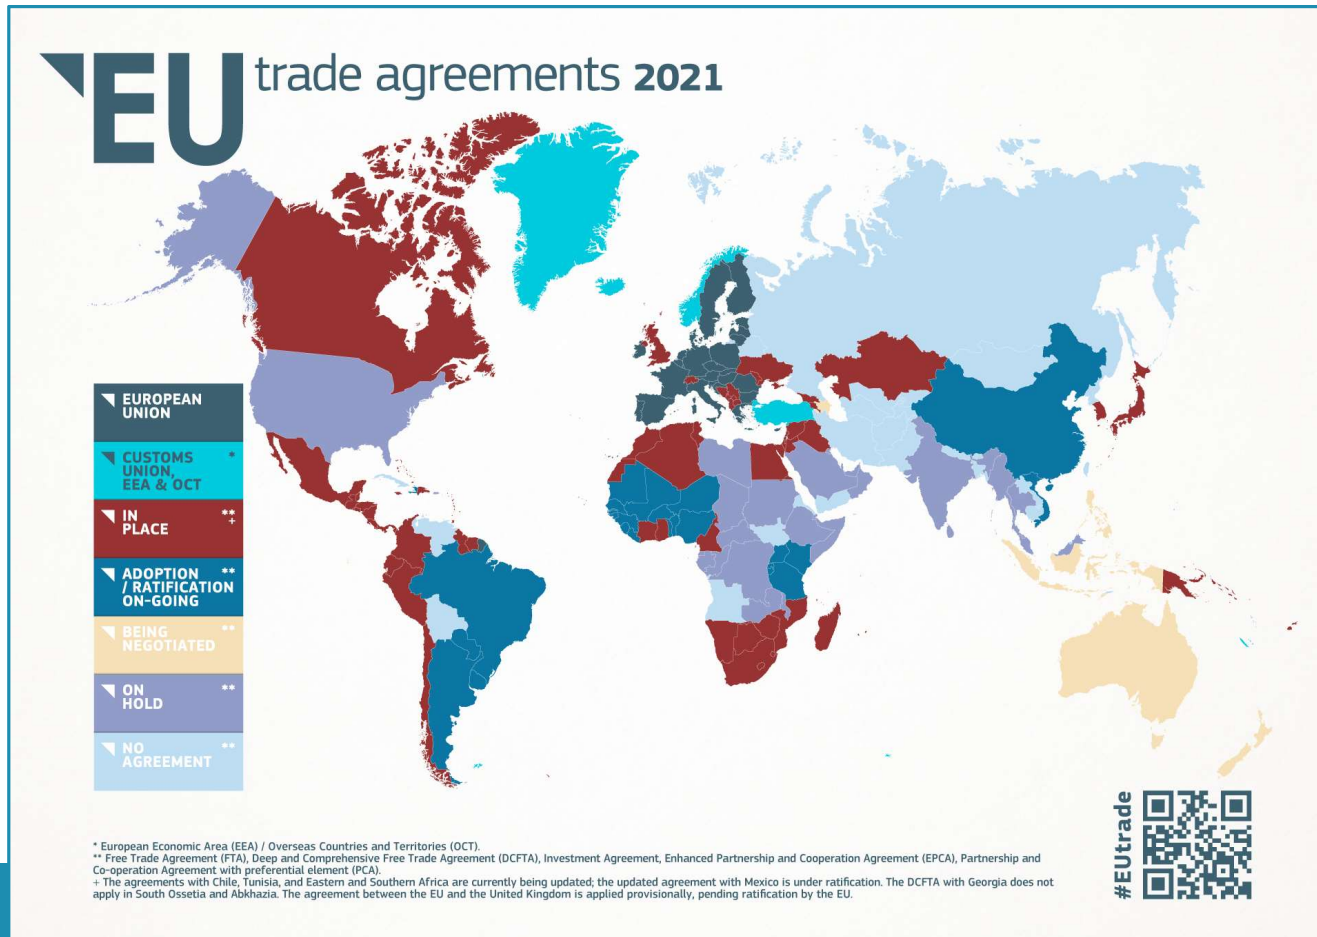 EU trade agreements 2021
EUROPEAN
UNION
CUSTOMS *
UNION,
EEA & OCT
IN **
PLACE +
ADOPTION **
/ RATIFICATION
ON-GOING
BEING **
NEGOTIATED
ON **
HOLD
NO **
AGREEMENT
#EUtrade
* European Economic Area (EEA) / Overseas Countries and Territories (OCT).
** Free Trade Agreement (FTA), Deep and Comprehensive Free Trade Agreement (DCFTA), Investment Agreement, Enhanced Partnership and Cooperation Agreement (EPCA), Partnership and
Co-operation Agreement with preferential element (PCA).
+ The agreements with Chile, Tunisia, and Eastern and Southern Africa are currently being updated; the updated agreement with Mexico is under ratification. The DCFTA with Georgia does not
apply in South Ossetia and Abkhazia. The agreement between the EU and the United Kingdom is applied provisionally, pending ratification by the EU.